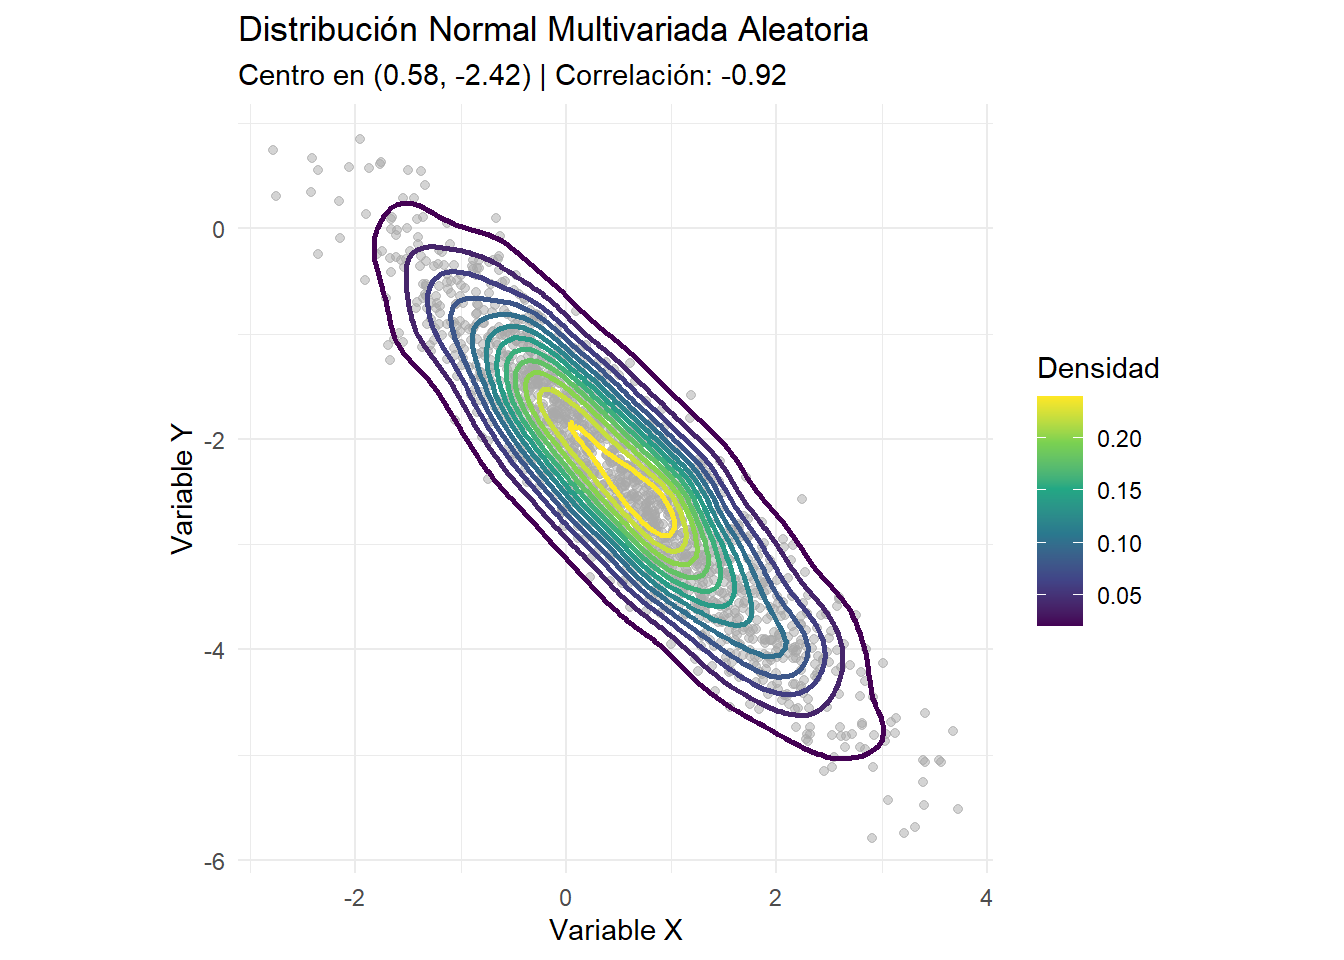 Distribución Normal Multivariada Aleatoria
Centro en (0.58, -2.42) | Correlación: -0.92
0
-2
-4
-6
Variable Y
-2
0
2
4
Variable X
Densidad
0.20
0.15
0.10
0.05